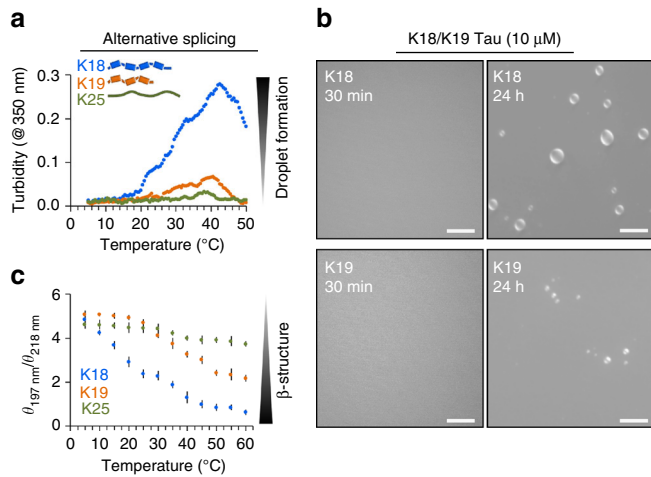 a
Alternative splicing
K18
K19
K25
0.3
0.2
0.1
0.0
Turbidity (@350 nm)
0 10 20 30 40 50
Temperature (°C)
Droplet formation
b
K18/K19 Tau (10 μM)
K18
30 min
K18
24 h
K19
30 min
K19
24 h
c
6
4
2
0
θ197 nm/θ218 nm
K18
K19
K25
0 10 20 30 40 50 60
Temperature (°C)
β-structure